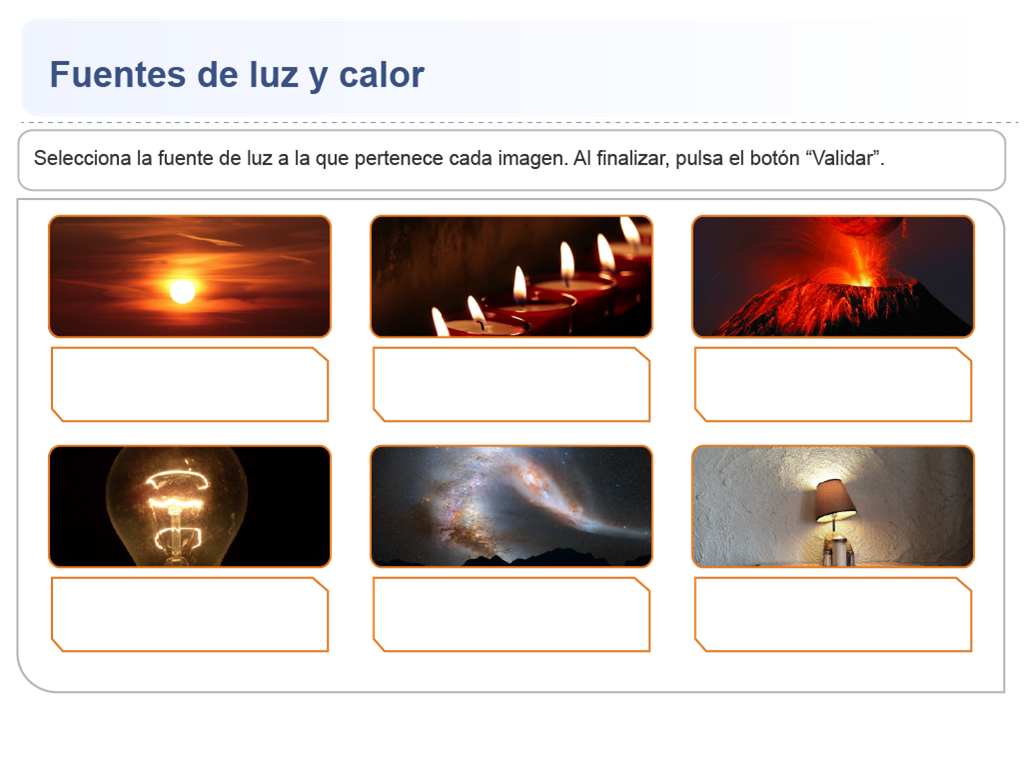 Fuentes de luz y calor
Selecciona la fuente de luz a la que pertenece cada imagen. Al finalizar, pulsa el botón “Validar”.